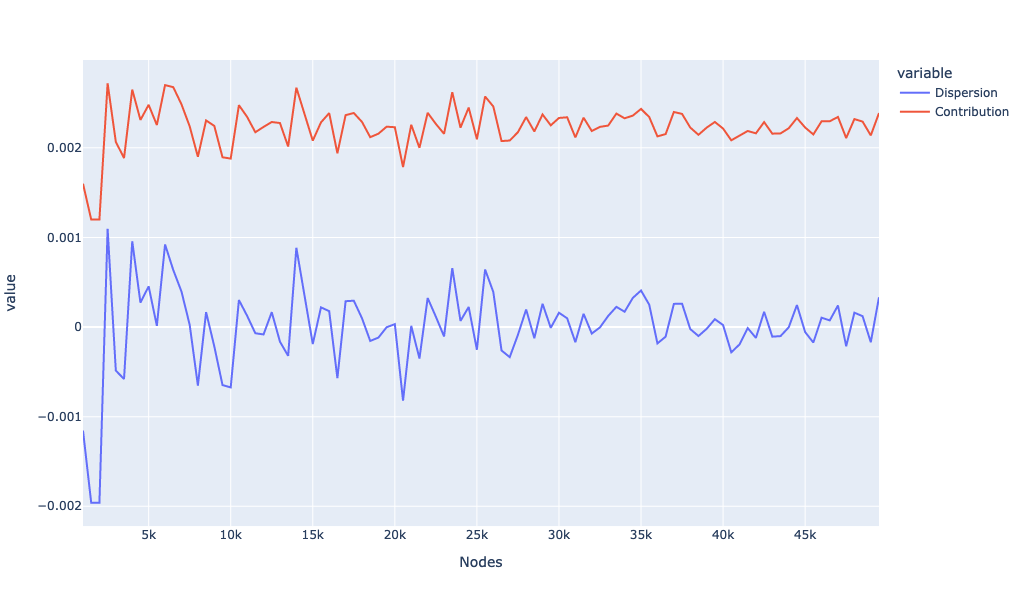 variable
Dispersion
Contribution
value
0.002
0.001
0
−0.001
−0.002
5k 10k 15k 20k 25k 30k 35k 40k 45k
Nodes